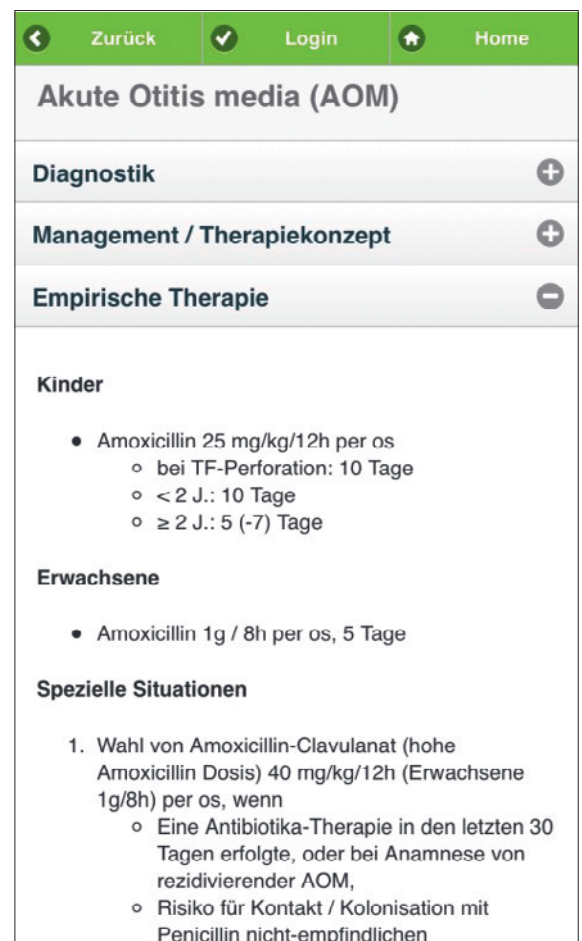 Zurück Login Home
Akute Otitis media (AOM)
Diagnostik
Management / Therapiekonzept
Empirische Therapie
Kinder
• Amoxicillin 25 mg/kg/12h per os
○ bei TF-Perforation: 10 Tage
○ < 2 J.: 10 Tage
○ ≥ 2 J.: 5 (-7) Tage
Erwachsene
• Amoxicillin 1g / 8h per os, 5 Tage
Spezielle Situationen
1. Wahl von Amoxicillin-Clavulanat (hohe
Amoxicillin Dosis) 40 mg/kg/12h (Erwachsene
1g/8h) per os, wenn
○ Eine Antibiotika-Therapie in den letzten 30
Tagen erfolgte, oder bei Anamnese von
rezidivierender AOM,
○ Risiko für Kontakt / Kolonisation mit
Penicillin nicht-empfindlichen